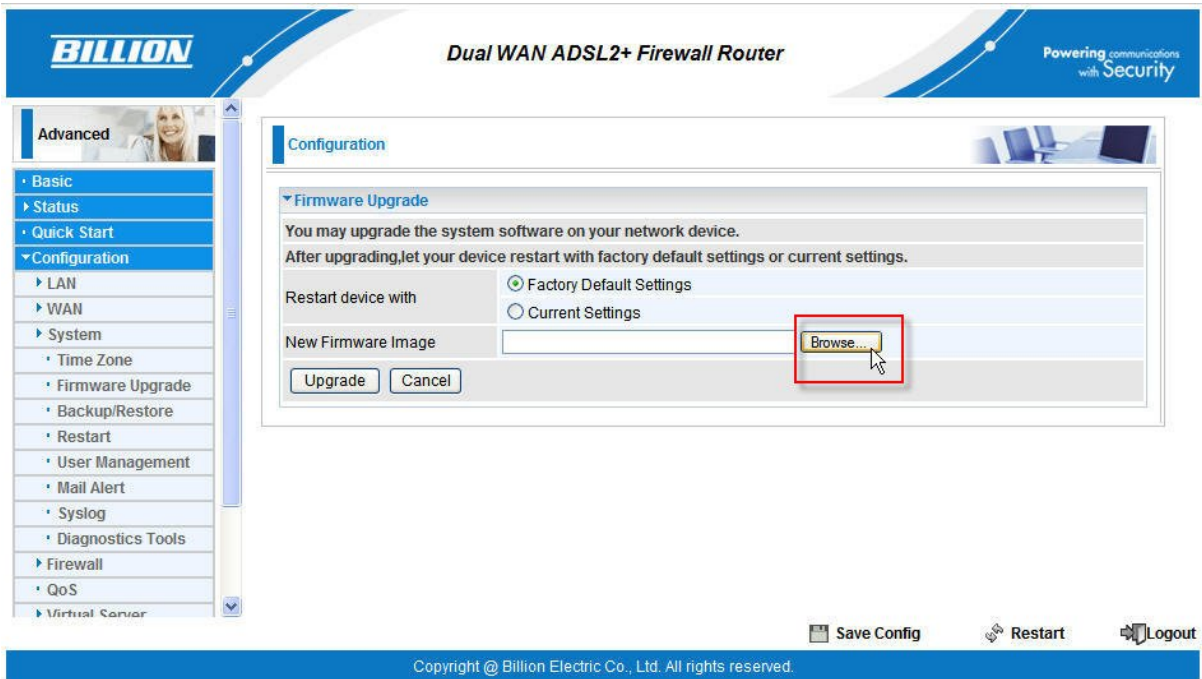 BILLION
Dual WAN ADSL2+ Firewall Router
Powering communications
with Security
Advanced
Basic
Status
Quick Start
Configuration
LAN
WAN
System
Time Zone
Firmware Upgrade
Backup/Restore
Restart
User Management
Mail Alert
Syslog
Diagnostics Tools
Firewall
QoS
Virtual Server
Configuration
Firmware Upgrade
You may upgrade the system software on your network device.
After upgrading,let your device restart with factory default settings or current settings.
Restart device with
Factory Default Settings
Current Settings
New Firmware Image
Browse...
Upgrade Cancel
Save Config Restart Logout
Copyright @ Billion Electric Co., Ltd. All rights reserved.